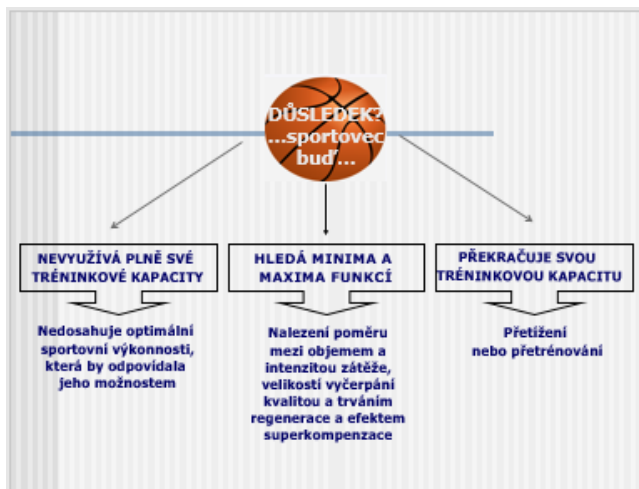 DŮSLEDEK?
...sportovec
buď...
NEVYUŽÍVÁ PLNĚ SVÉ
TRÉNINKOVÉ KAPACITY
Nedosahuje optimální
sportovní výkonnosti,
která by odpovídala
jeho možnostem
HLEDÁ MINIMA A
MAXIMA FUNKCÍ
Nalezení poměru
mezi objemem a
intenzitou zátěže,
velikostí vyčerpání
kvalitou a trváním
regenerace a efektem
superkompenzace
PŘEKRAČUJE SVOU
TRÉNINKOVOU KAPACITU
Přetížení
nebo přetrénování